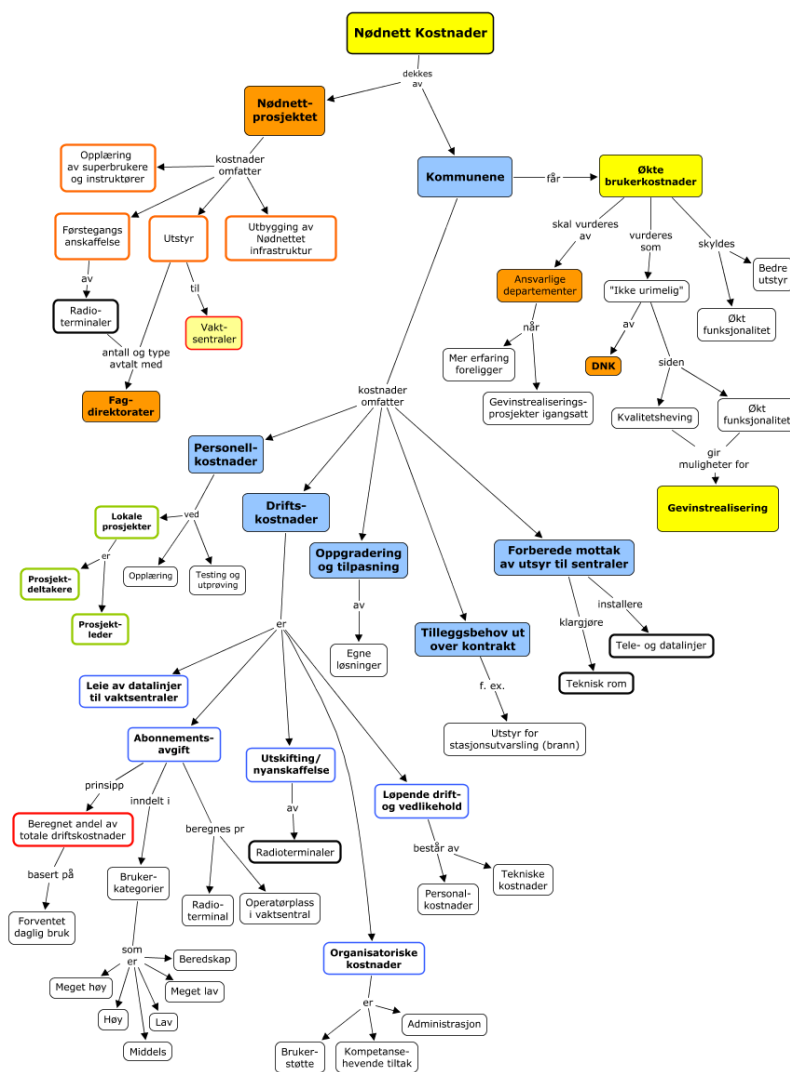 Nødnett Kostnader
dekkes
av
Nødnett-
prosjektet
kostnader
omfatter
Opplæring
av superbrukere
og instruktører
Førstegangs
anskaffelse
Utstyr
Utbygging av
Nødnettet
infrastruktur
av
til
Radio-
terminaler
Vakt-
sentraler
antall og type
avtalt med
Fag-
direktorater
Kommunene
får
Økte
brukerkostnader
skal vurderes
av
vurderes
som
skyldes
Ansvarlige
departementer
"Ikke urimelig"
Bedre
utstyr
Økt
funksjonalitet
når
av
siden
Mer erfaring
foreligger
DNK
Gevinstrealiserings-
prosjekter igangsatt
Kvalitetsheving
Økt
funksjonalitet
gir
muligheter for
Gevinstrealisering
kostnader
omfatter
Personell-
kostnader
Drifts-
kostnader
Oppgradering
og tilpasning
Tilleggsbehov ut
over kontrakt
Forberede mottak
av utsyr til sentraler
ved
Lokale
prosjekter
Opplæring
Testing og
utprøving
er
Prosjekt-
deltakere
Prosjekt-
leder
av
Egne
løsninger
f. ex.
Utstyr for
stasjonsutvarsling (brann)
klargjøre
installere
Teknisk rom
Tele- og datalinjer
er
Leie av datalinjer
til vaktsentraler
Abonnements-
avgift
Utskifting/
nyanskaffelse
Løpende drift-
og vedlikehold
prinsipp
inndelt i
beregnes pr
av
består av
Beregnet andel av
totale driftskostnader
Radioterminaler
Personal-
kostnader
Tekniske
kostnader
basert på
Bruker-
kategorier
Radio-
terminal
Operatørplass
i vaktsentral
Forventet
daglig bruk
som
er
Meget høy
Høy
Middels
Lav
Meget lav
Beredskap
Organisatoriske
kostnader
er
Bruker-
støtte
Kompetanse-
hevende tiltak
Administrasjon